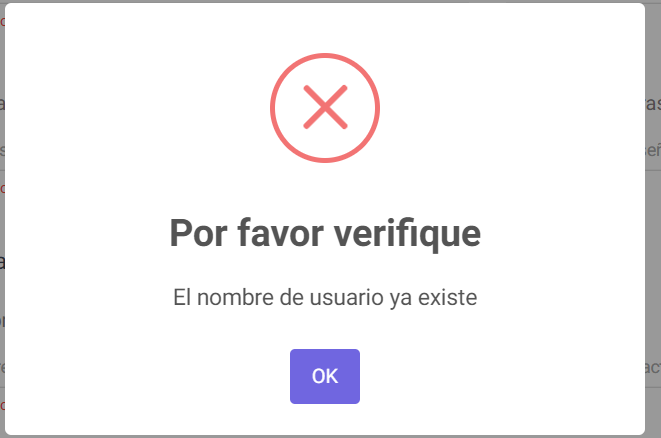 Por favor verifique
El nombre de usuario ya existe
OK